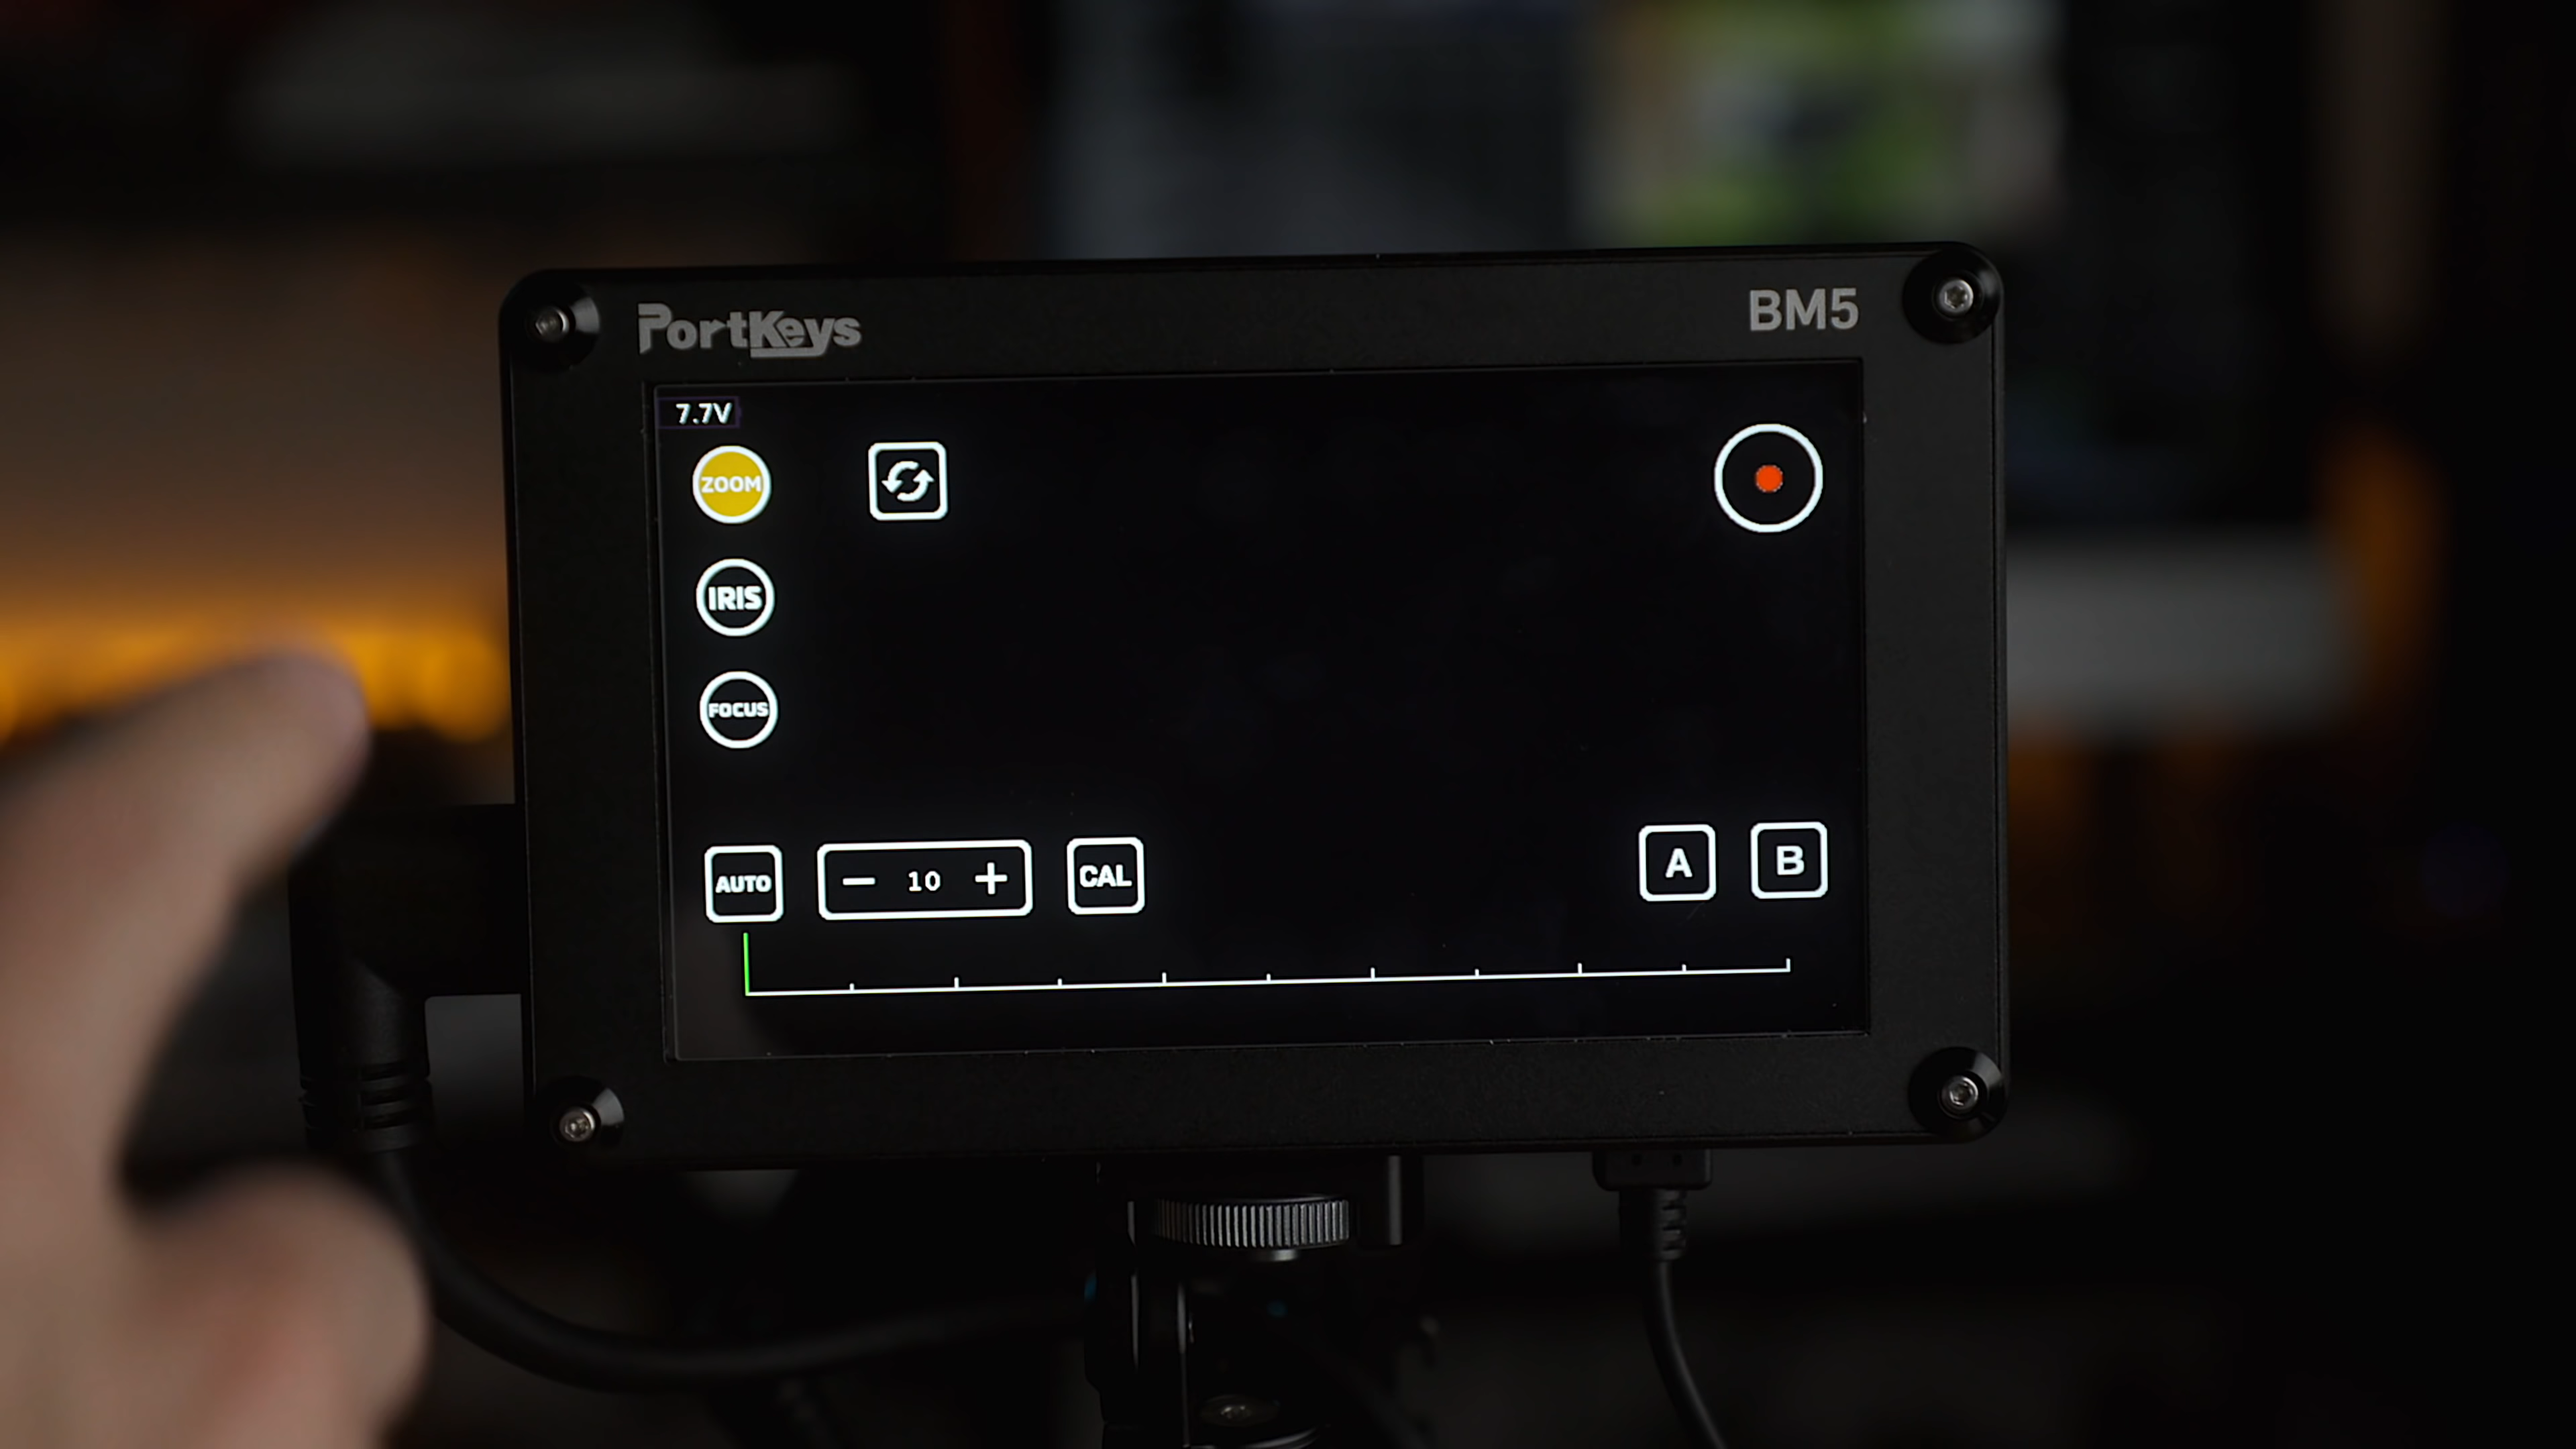 PORTKEYS
BM5
7.7V
ZOOM
IRIS
FOCUS
AUTO
− 10 +
CAL
A
B